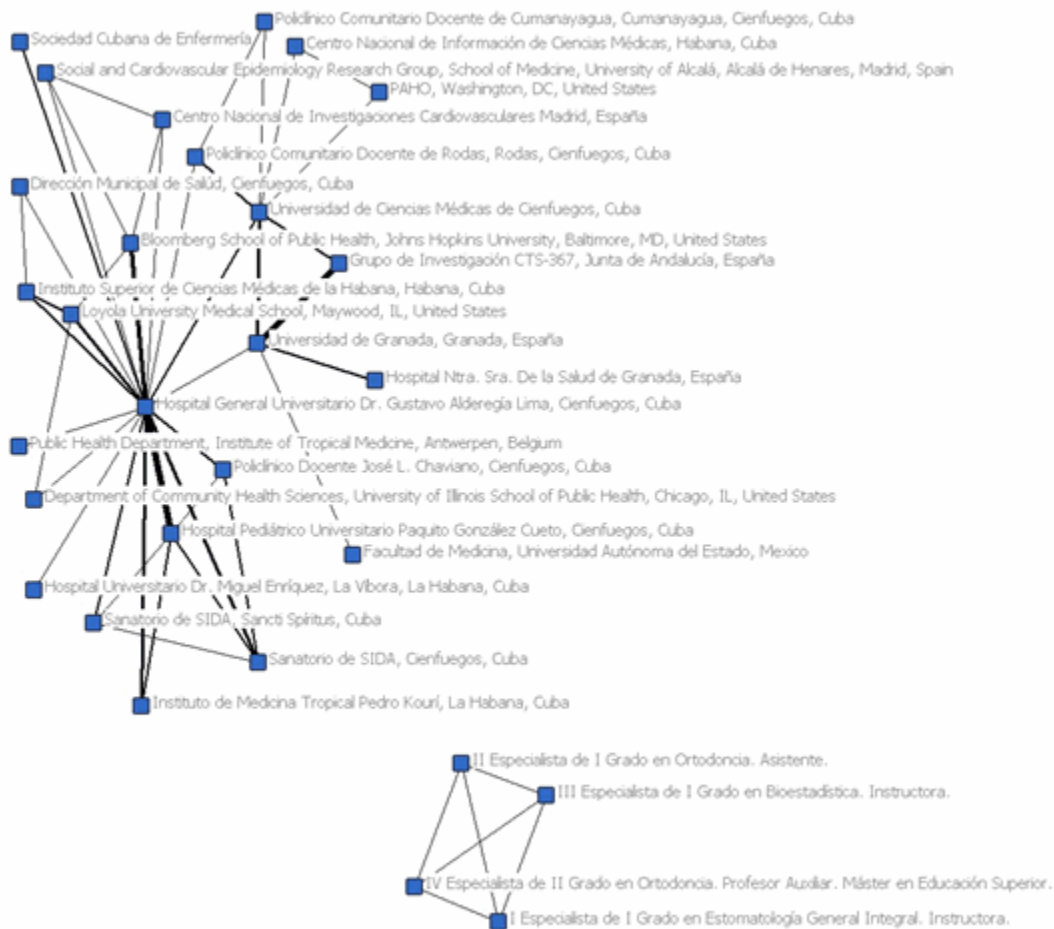 Policlínico Comunitario Docente de Cumanayagua, Cumanayagua, Cienfuegos, Cuba
Sociedad Cubana de Enfermería
Centro Nacional de Información de Ciencias Médicas, Habana, Cuba
Social and Cardiovascular Epidemiology Research Group, School of Medicine, University of Alcalá, Alcalá de Henares, Madrid, Spain
PAHO, Washington, DC, United States
Centro Nacional de Investigaciones Cardiovasculares Madrid, España
Policlínico Comunitario Docente de Rodas, Rodas, Cienfuegos, Cuba
Dirección Municipal de Salúd, Cienfuegos, Cuba
Universidad de Ciencias Médicas de Cienfuegos, Cuba
Bloomberg School of Public Health, Johns Hopkins University, Baltimore, MD, United States
Grupo de Investigación CTS-367, Junta de Andalucía, España
Instituto Superior de Ciencias Médicas de la Habana, Habana, Cuba
Loyola University Medical School, Maywood, IL, United States
Universidad de Granada, Granada, España
Hospital Ntra. Sra. De la Salud de Granada, España
Hospital General Universitario Dr. Gustavo Alderegía Lima, Cienfuegos, Cuba
Public Health Department, Institute of Tropical Medicine, Antwerpen, Belgium
Policlínico Docente José L. Chaviano, Cienfuegos, Cuba
Department of Community Health Sciences, University of Illinois School of Public Health, Chicago, IL, United States
Hospital Pediátrico Universitario Paquito González Cueto, Cienfuegos, Cuba
Facultad de Medicina, Universidad Autónoma del Estado, Mexico
Hospital Universitario Dr. Miguel Enríquez, La Víbora, La Habana, Cuba
Sanatorio de SIDA, Sancti Spíritus, Cuba
Sanatorio de SIDA, Cienfuegos, Cuba
Instituto de Medicina Tropical Pedro Kourí, La Habana, Cuba
II Especialista de I Grado en Ortodoncia. Asistente.
III Especialista de I Grado en Bioestadística. Instructora.
IV Especialista de II Grado en Ortodoncia. Profesor Auxiliar. Máster en Educación Superior.
I Especialista de I Grado en Estomatología General Integral. Instructora.